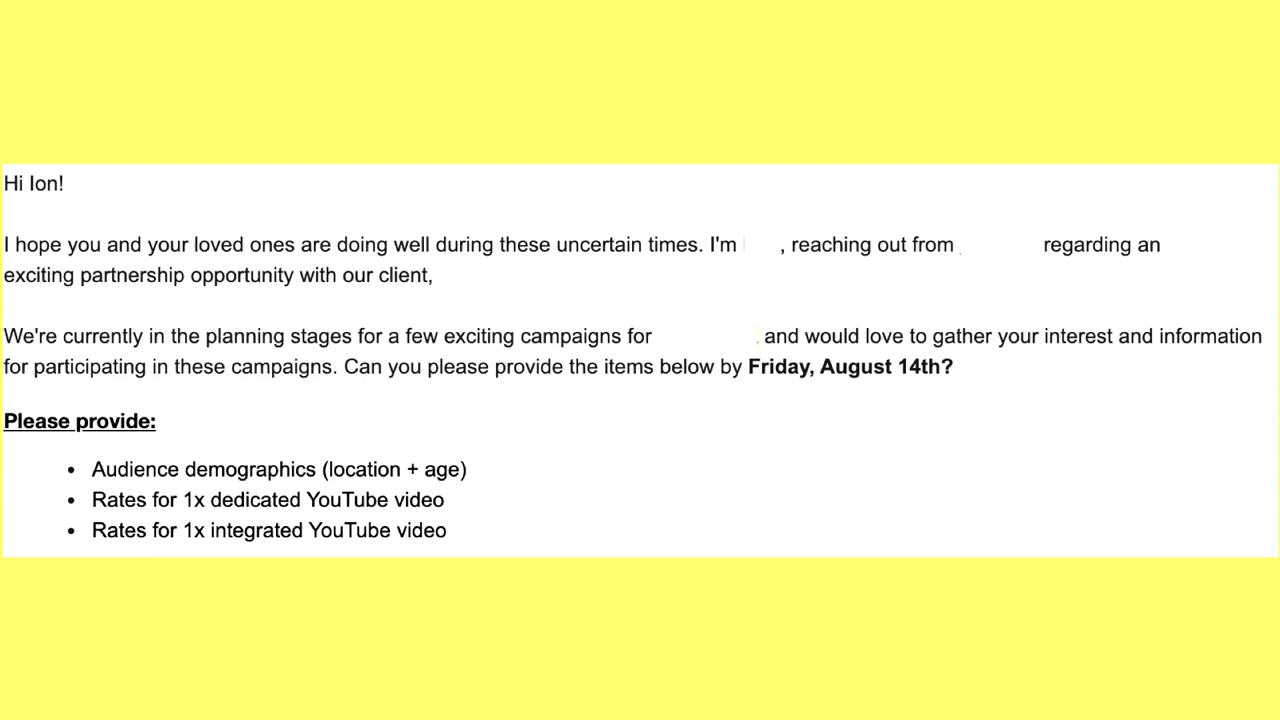 Hi Ion!
I hope you and your loved ones are doing well during these uncertain times. I'm , reaching out from regarding an
exciting partnership opportunity with our client,
We're currently in the planning stages for a few exciting campaigns for and would love to gather your interest and information
for participating in these campaigns. Can you please provide the items below by Friday, August 14th?
Please provide:
• Audience demographics (location + age)
• Rates for 1x dedicated YouTube video
• Rates for 1x integrated YouTube video